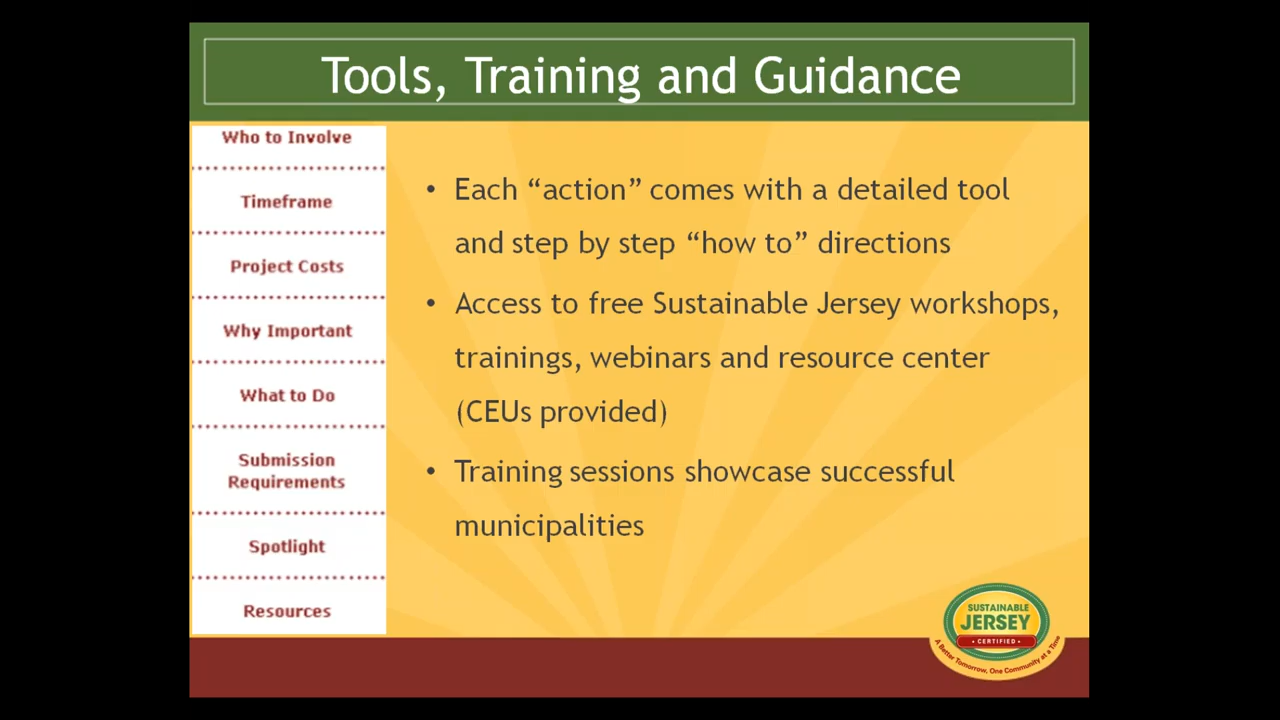 Tools, Training and Guidance
Who to Involve
Timeframe
Project Costs
Why Important
What to Do
Submission
Requirements
Spotlight
Resources
• Each “action” comes with a detailed tool
and step by step “how to” directions
• Access to free Sustainable Jersey workshops,
trainings, webinars and resource center
(CEUs provided)
• Training sessions showcase successful
municipalities
SUSTAINABLE
JERSEY
• CERTIFIED •
A Better Tomorrow, One Community at a Time